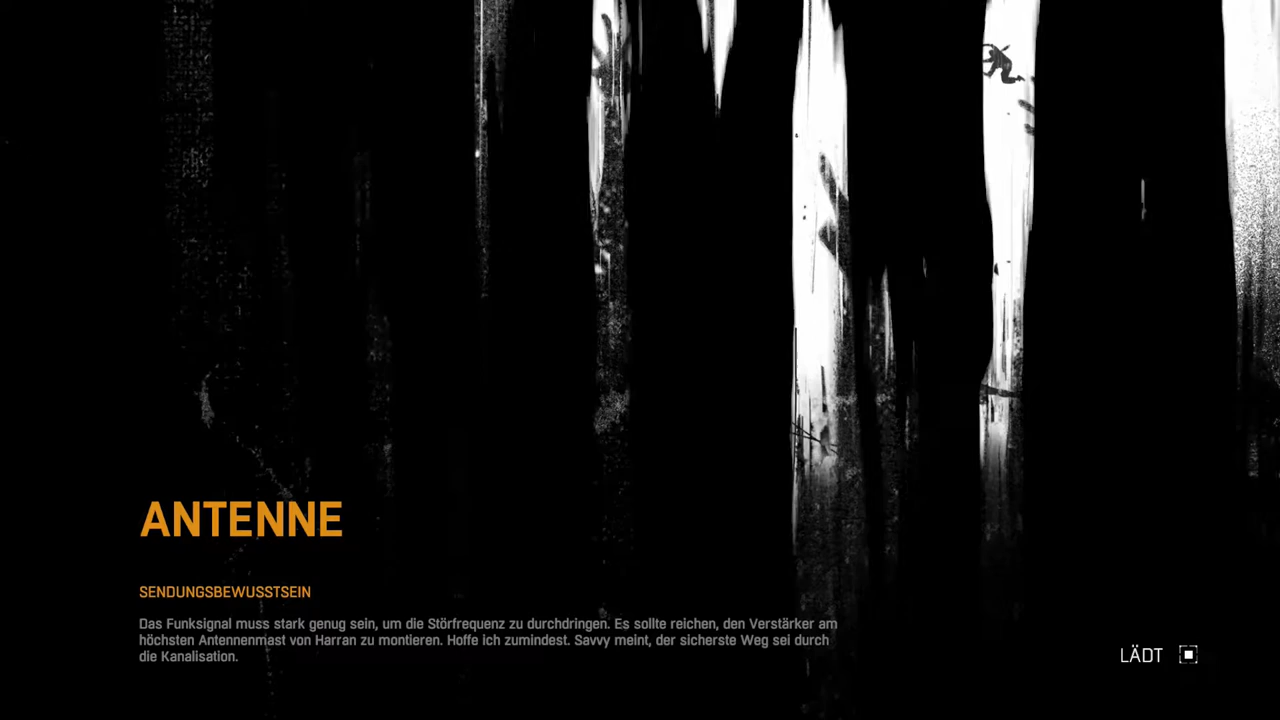 ANTENNE
SENDUNGSBEWUSSTSEIN
Das Funksignal muss stark genug sein, um die Störfrequenz zu durchdringen. Es sollte reichen, den Verstärker am
höchsten Antennenmast von Harran zu montieren. Hoffe ich zumindest. Savvy meint, der sicherste Weg sei durch
die Kanalisation.
LÄDT